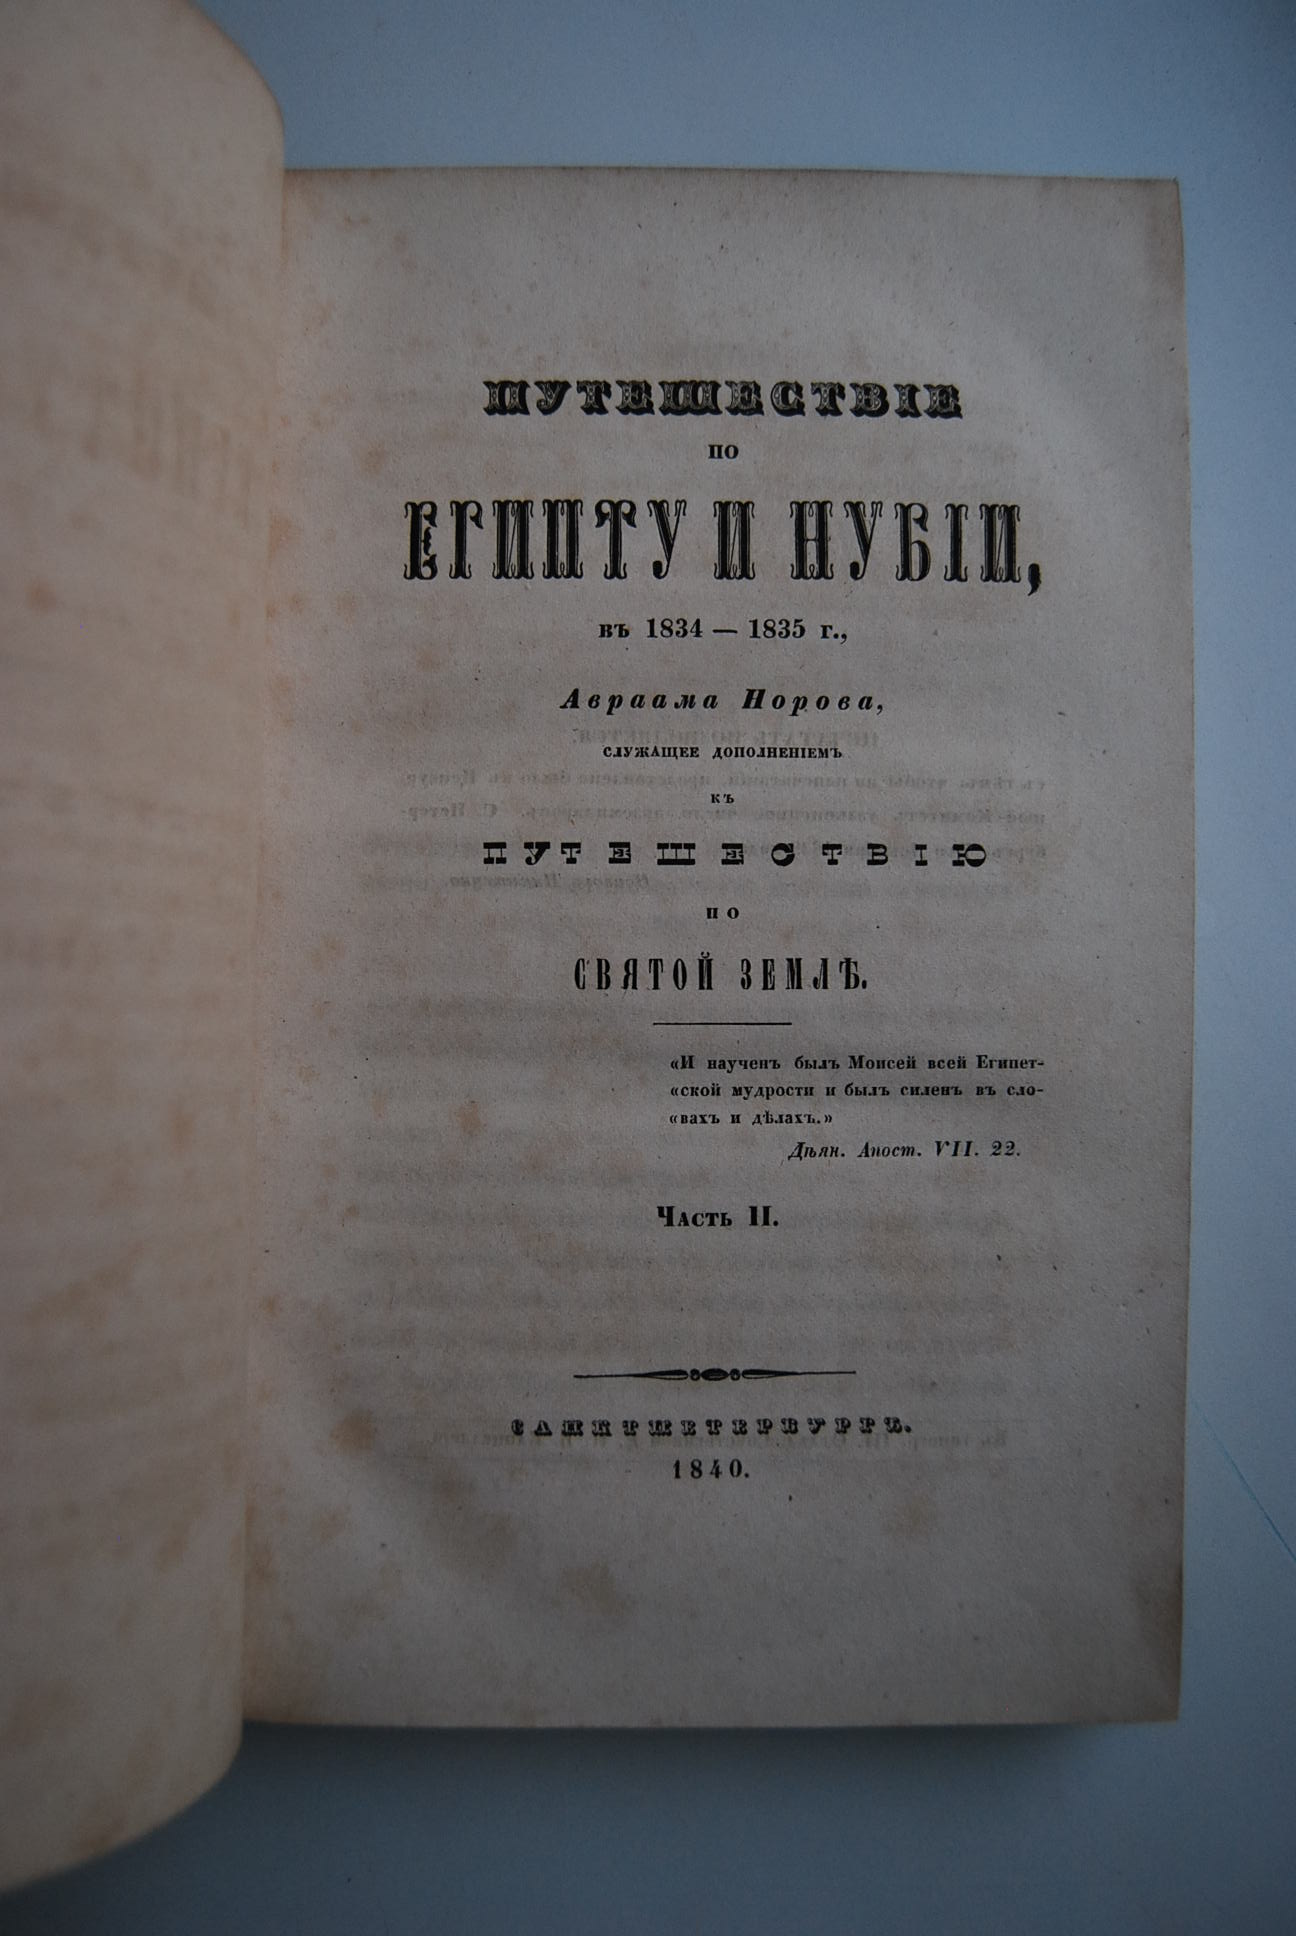 ПУТЕШЕСТВІЕ
ПО
ЕГИПТУ И НУБІИ,
въ 1834 — 1835 г.,
Авраама Норова,
СЛУЖАЩЕЕ ДОПОЛНЕНІЕМЪ
КЪ
ПУТЕШЕСТВІЮ
ПО
СВЯТОЙ ЗЕМЛѢ.
«И наученъ былъ Моисей всей Египет-
«ской мудрости и былъ силенъ въ сло-
«вахъ и дѣлахъ.»
Дѣян. Апост. VII. 22.
Часть II.
САНКТПЕТЕРБУРГЪ.
1840.